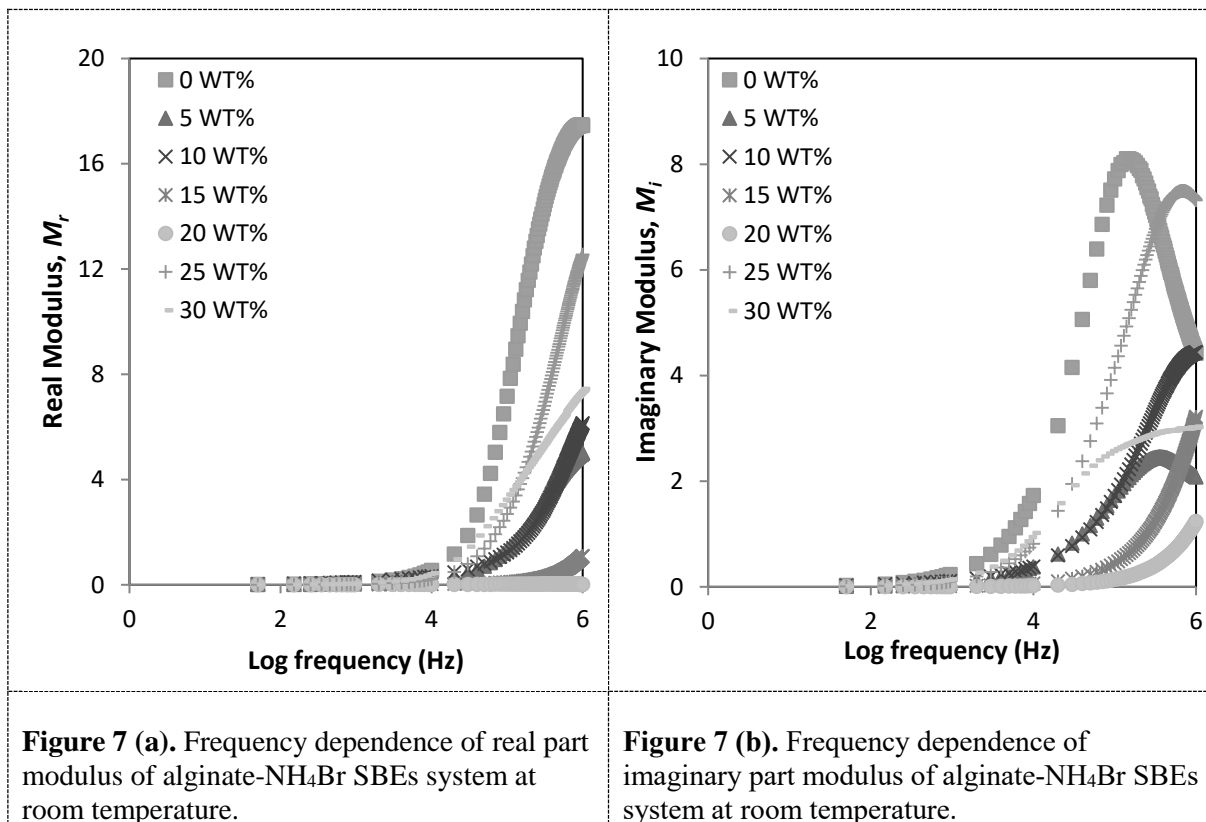 20
16
12
8
4
0
0 2 4 6
Real Modulus, Mr
Log frequency (Hz)
0 WT%
5 WT%
10 WT%
15 WT%
20 WT%
25 WT%
30 WT%
10
8
6
4
2
0
0 2 4 6
Imaginary Modulus, Mi
Log frequency (Hz)
0 WT%
5 WT%
10 WT%
15 WT%
20 WT%
25 WT%
30 WT%
Figure 7 (a). Frequency dependence of real part
modulus of alginate-NH₄Br SBEs system at
room temperature.
Figure 7 (b). Frequency dependence of
imaginary part modulus of alginate-NH₄Br SBEs
system at room temperature.